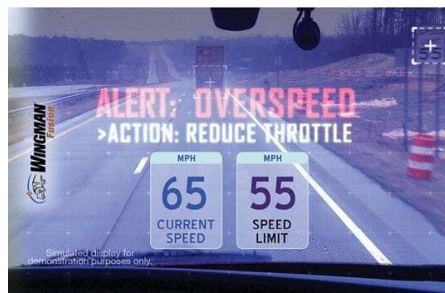 55
ALERT: OVERSPEED
>ACTION: REDUCE THROTTLE
WINGMAN
Fusion
MPH
65
CURRENT
SPEED
MPH
55
SPEED
LIMIT
Simulated display for
demonstration purposes only.